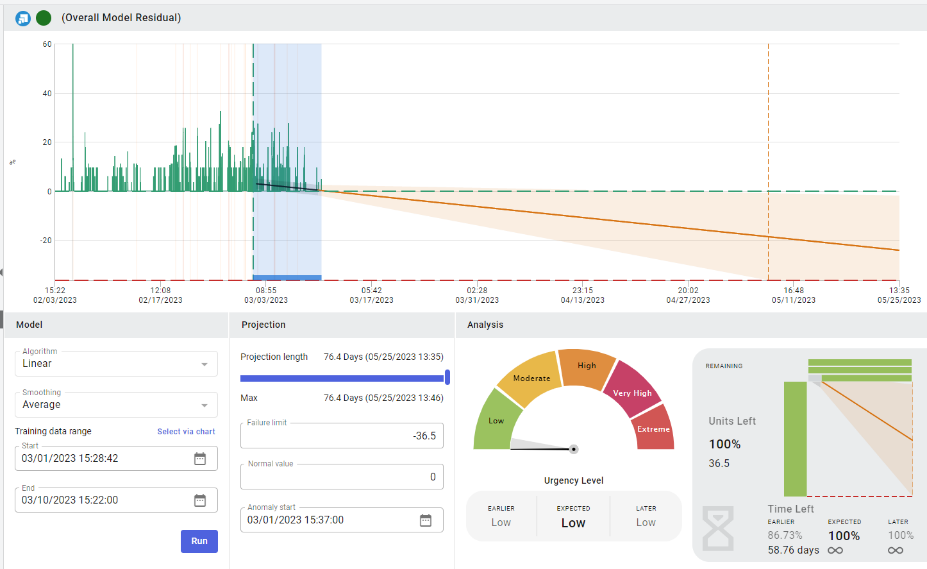 (Overall Model Residual)
60
40
20
0
-20
15:22 12:08 08:55 05:42 02:28 23:15 20:02 16:48 13:35
02/03/2023 02/17/2023 03/03/2023 03/17/2023 03/31/2023 04/13/2023 04/27/2023 05/11/2023 05/25/2023
Model
Algorithm
Linear
Smoothing
Average
Training data range Select via chart
Start
03/01/2023 15:28:42
End
03/10/2023 15:22:00
Run
Projection
Projection length 76.4 Days (05/25/2023 13:35)
Max 76.4 Days (05/25/2023 13:46)
Failure limit
-36.5
Normal value
0
Anomaly start
03/01/2023 15:37:00
Analysis
Low
Moderate
High
Very High
Extreme
Urgency Level
EARLIER EXPECTED LATER
Low Low Low
REMAINING
Units Left
100%
36.5
Time Left
EARLIER EXPECTED LATER
86.73% 100% 100%
58.76 days ∞ ∞